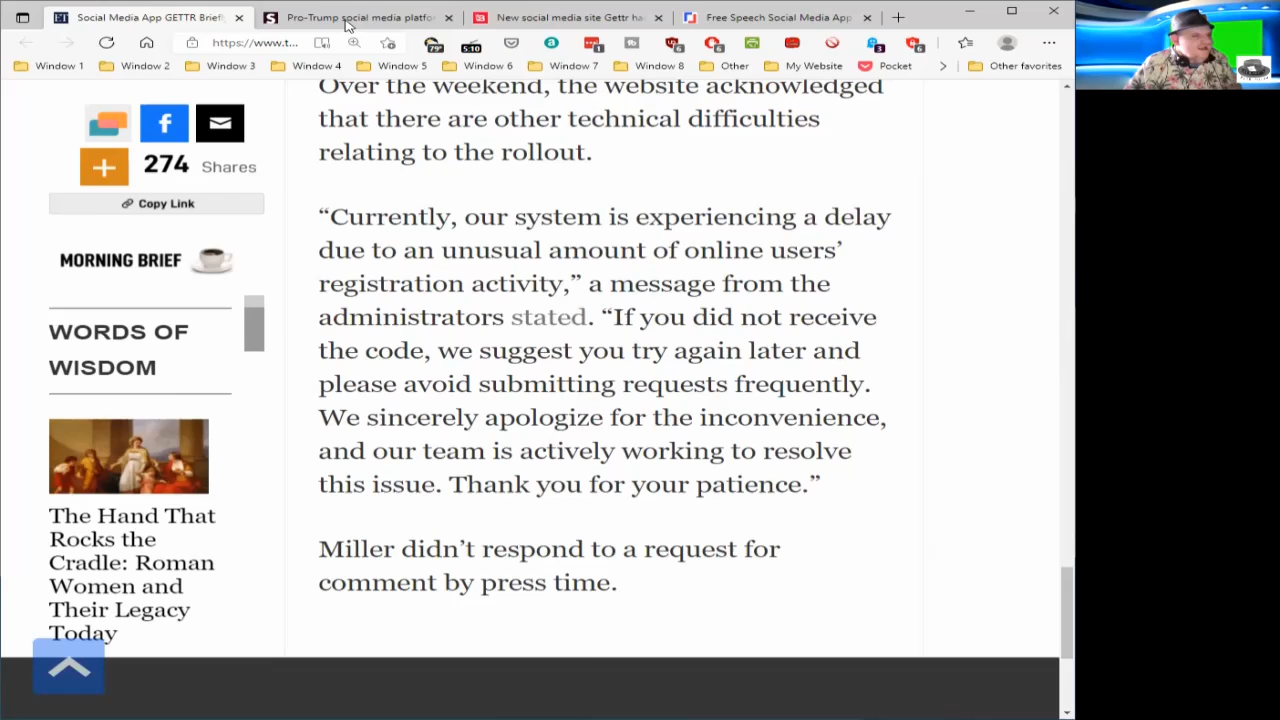 ET Social Media App GETTR Briefl
S Pro-Trump social media platfor
New social media site Gettr ha
Free Speech Social Media App
https://www.t...
79°
5:10
Window 1
Window 2
Window 3
Window 4
Window 5
Window 6
Window 7
Window 8
Other
My Website
Pocket
Other favorites
274 Shares
Copy Link
MORNING BRIEF
WORDS OF
WISDOM
The Hand That
Rocks the
Cradle: Roman
Women and
Their Legacy
Today
Over the weekend, the website acknowledged
that there are other technical difficulties
relating to the rollout.
“Currently, our system is experiencing a delay
due to an unusual amount of online users’
registration activity,” a message from the
administrators stated. “If you did not receive
the code, we suggest you try again later and
please avoid submitting requests frequently.
We sincerely apologize for the inconvenience,
and our team is actively working to resolve
this issue. Thank you for your patience.”
Miller didn’t respond to a request for
comment by press time.